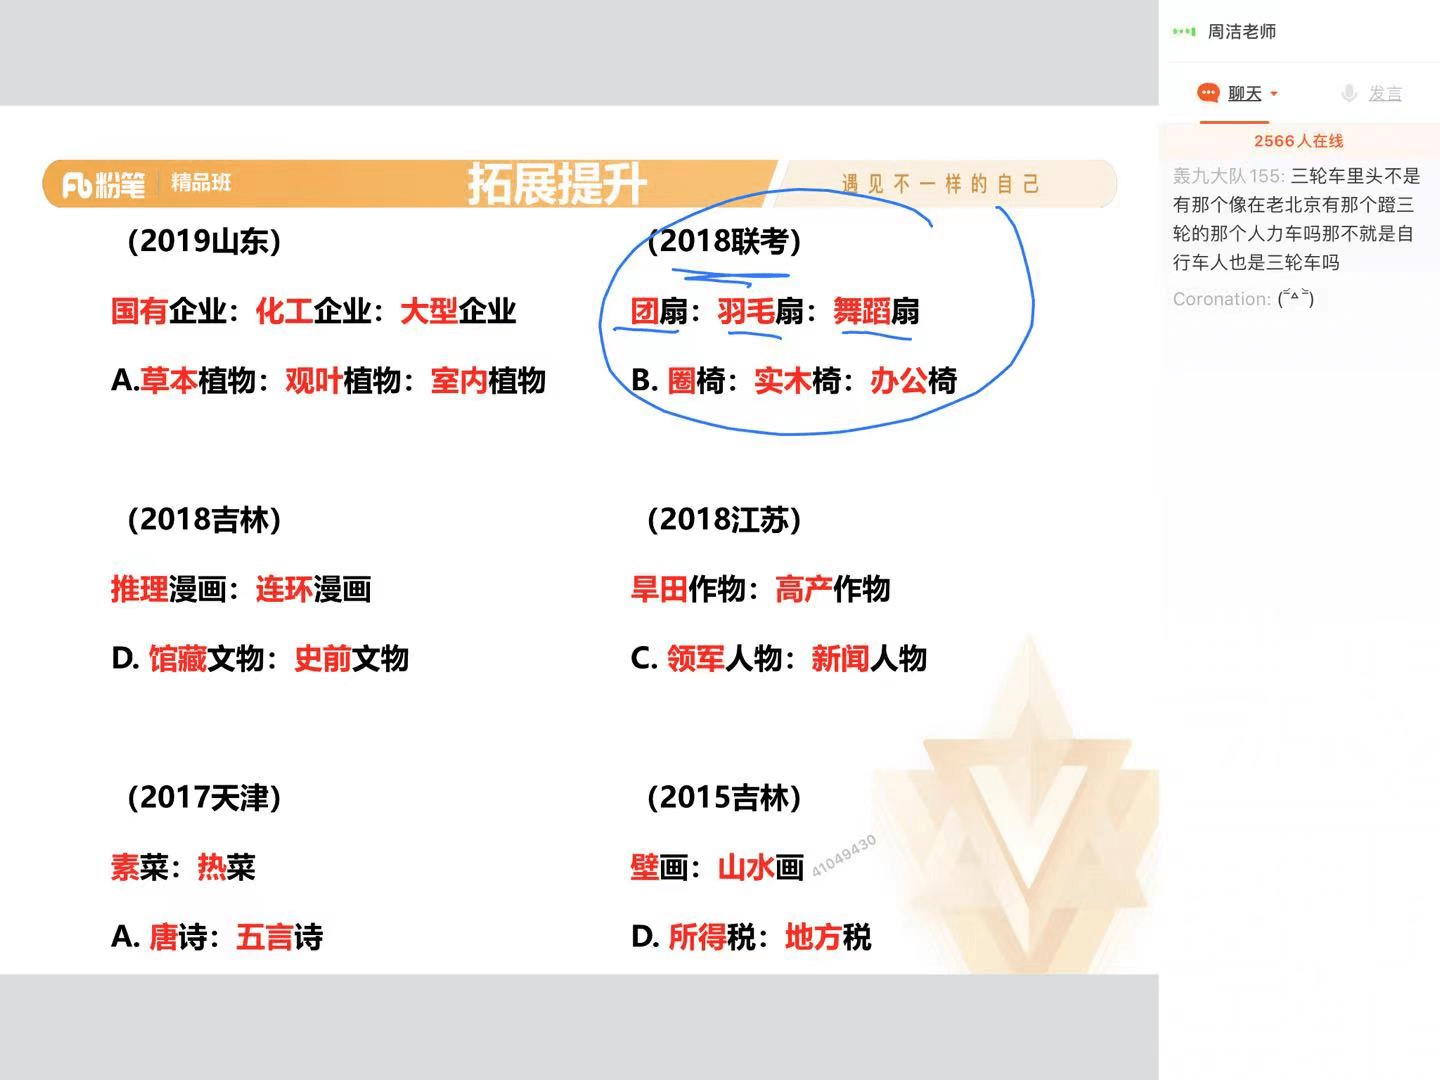 粉笔 精品班 拓展提升 遇见不一样的自己
（2019山东）
国有企业：化工企业：大型企业
A.草本植物：观叶植物：室内植物
（2018联考）
团扇：羽毛扇：舞蹈扇
B. 圈椅：实木椅：办公椅
（2018吉林）
推理漫画：连环漫画
D. 馆藏文物：史前文物
（2018江苏）
旱田作物：高产作物
C. 领军人物：新闻人物
（2017天津）
素菜：热菜
A. 唐诗：五言诗
（2015吉林）
壁画：山水画
D. 所得税：地方税
41049430
周洁老师
聊天 发言
2566人在线
轰九大队155: 三轮车里头不是
有那个像在老北京有那个蹬三
轮的那个人力车吗那不就是自
行车人也是三轮车吗
Coronation: